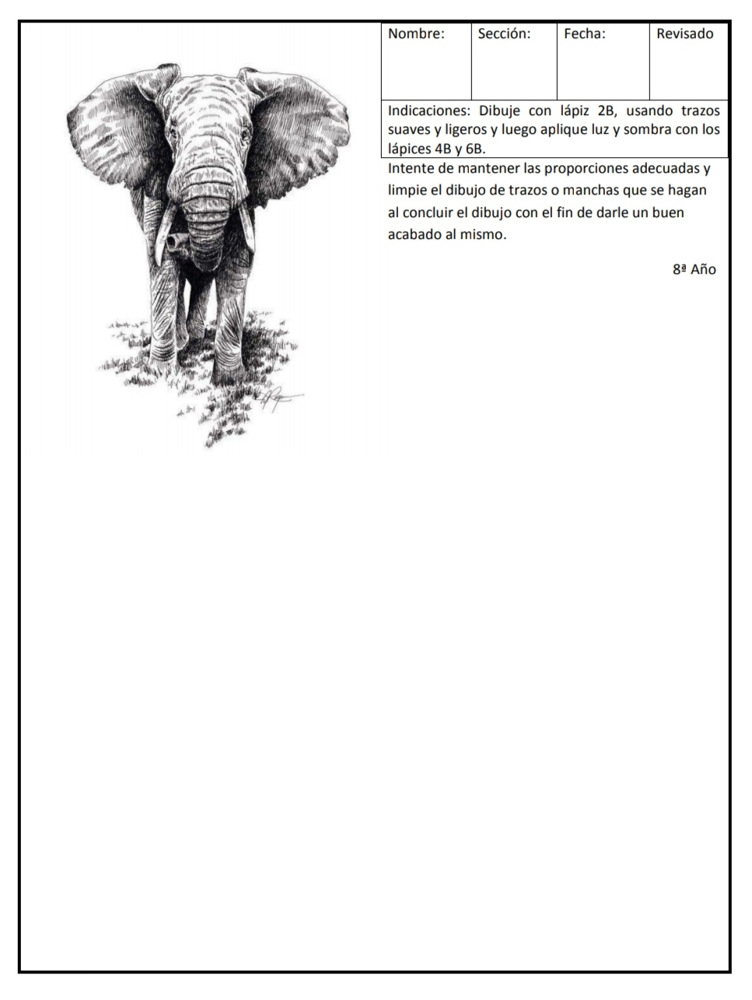 Nombre:
Sección:
Fecha:
Revisado
Indicaciones: Dibuje con lápiz 2B, usando trazos
suaves y ligeros y luego aplique luz y sombra con los
lápices 4B y 6B.
Intente de mantener las proporciones adecuadas y
limpie el dibujo de trazos o manchas que se hagan
al concluir el dibujo con el fin de darle un buen
acabado al mismo.
8ª Año